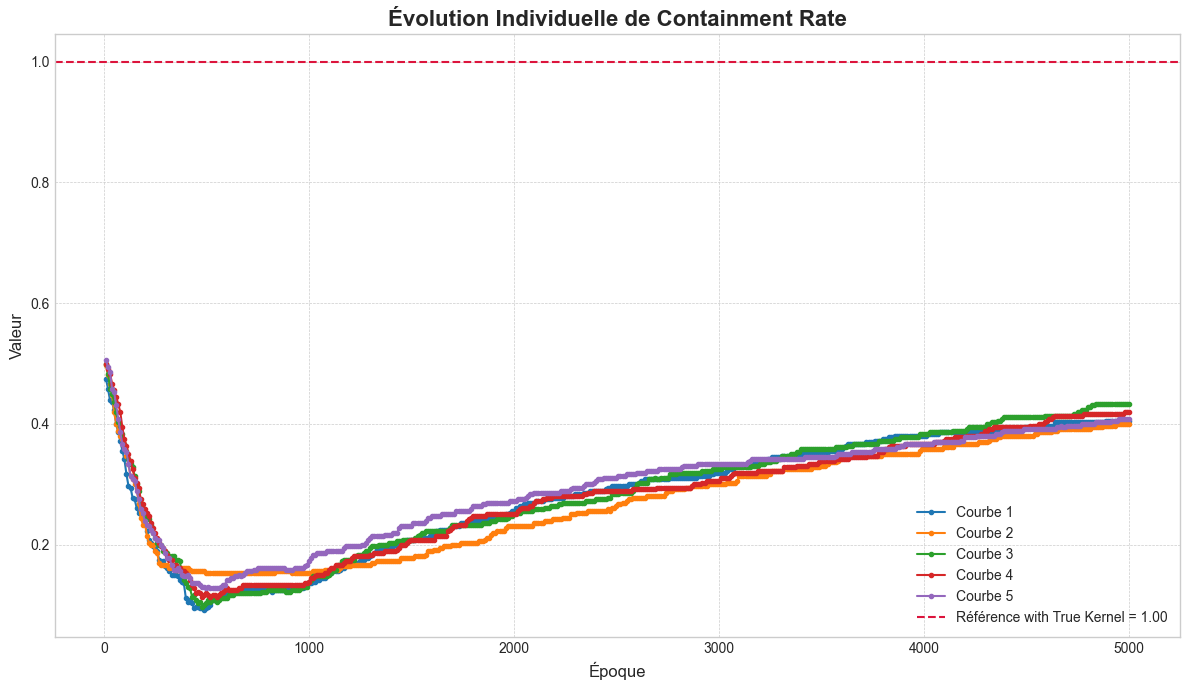 Évolution Individuelle de Containment Rate
Valeur
1.0
0.8
0.6
0.4
0.2
Courbe 1
Courbe 2
Courbe 3
Courbe 4
Courbe 5
Référence with True Kernel = 1.00
0 1000 2000 3000 4000 5000
Époque